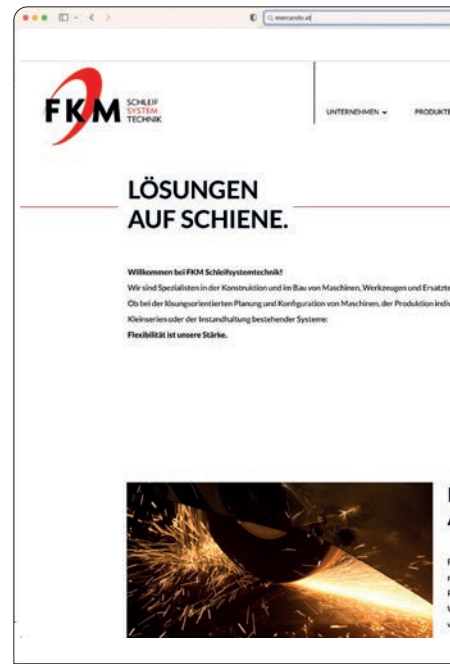 mercando.at
FKM SCHLEIF
SYSTEM
TECHNIK
UNTERNEHMEN
PRODUKTE
LÖSUNGEN
AUF SCHIENE.
Willkommen bei FKM Schleifsystemtechnik!
Wir sind Spezialisten in der Konstruktion und im Bau von Maschinen, Werkzeugen und Ersatzte
Ob bei der lösungsorientierten Planung und Konfiguration von Maschinen, der Produktion indiv
Kleinserien oder der Instandhaltung bestehender Systeme:
Flexibilität ist unsere Stärke.